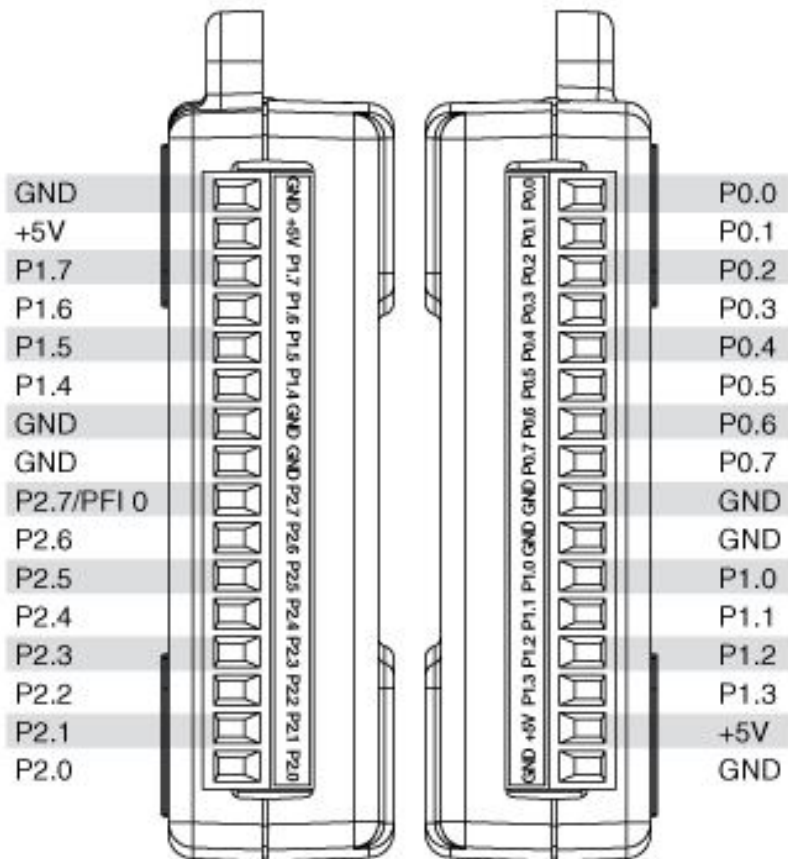 GND
+5V
P1.7
P1.6
P1.5
P1.4
GND
GND
P2.7/PFI 0
P2.6
P2.5
P2.4
P2.3
P2.2
P2.1
P2.0
GND +5V P1.7 P1.6 P1.5 P1.4 GND GND P2.7 P2.6 P2.5 P2.4 P2.3 P2.2 P2.1 P2.0
GND +5V P1.3 P1.2 P1.1 P1.0 GND GND P0.7 P0.6 P0.5 P0.4 P0.3 P0.2 P0.1 P0.0
P0.0
P0.1
P0.2
P0.3
P0.4
P0.5
P0.6
P0.7
GND
GND
P1.0
P1.1
P1.2
P1.3
+5V
GND